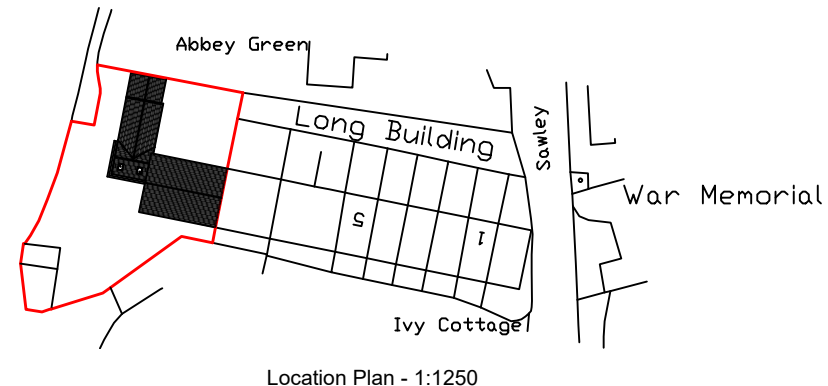 Abbey Green
Long Building
Sawley
War Memorial
5
1
Ivy Cottage
Location Plan - 1:1250